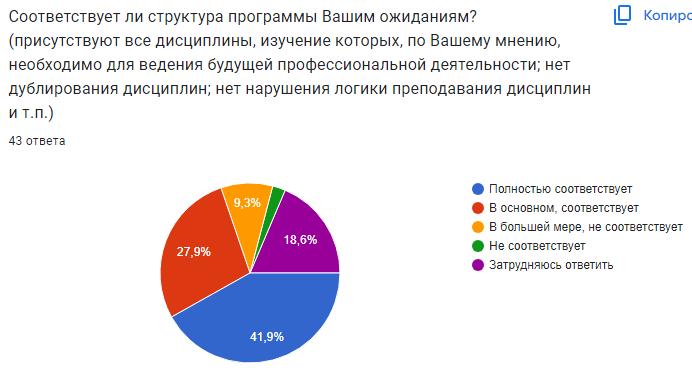 Соответствует ли структура программы Вашим ожиданиям?
(присутствуют все дисциплины, изучение которых, по Вашему мнению,
необходимо для ведения будущей профессиональной деятельности; нет
дублирования дисциплин; нет нарушения логики преподавания дисциплин
и т.п.)
Копиро
43 ответа
9,3%
18,6%
27,9%
41,9%
Полностью соответствует
В основном, соответствует
В большей мере, не соответствует
Не соответствует
Затрудняюсь ответить